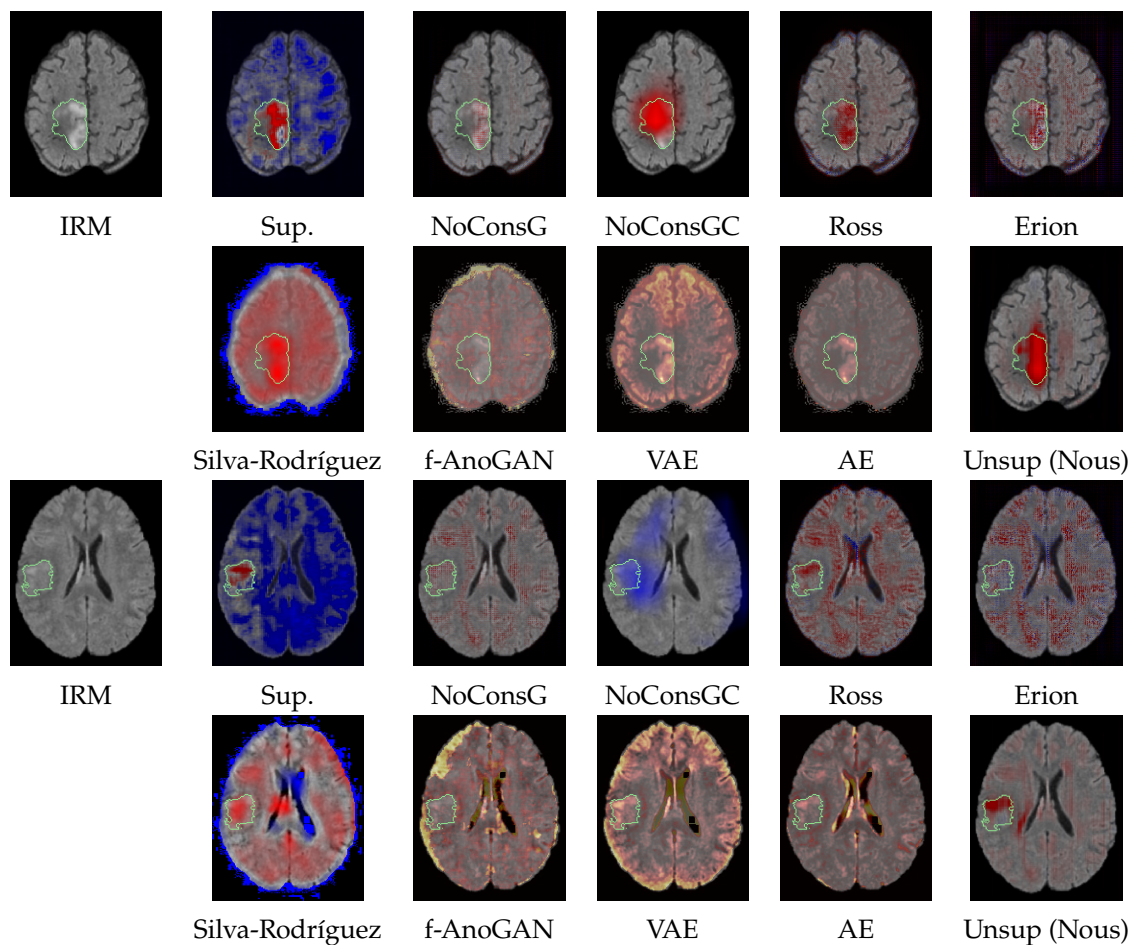 IRM Sup. NoConsG NoConsGC Ross Erion
Silva-Rodríguez f-AnoGAN VAE AE Unsup (Nous)
IRM Sup. NoConsG NoConsGC Ross Erion
Silva-Rodríguez f-AnoGAN VAE AE Unsup (Nous)